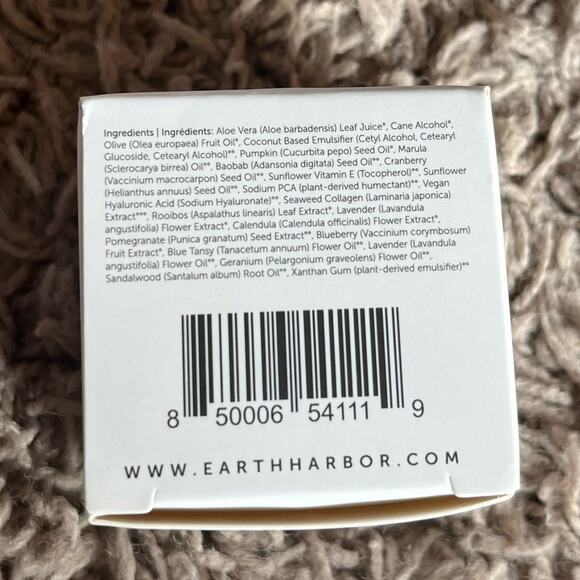 Ingredients | Ingrédients: Aloe Vera (Aloe barbadensis) Leaf Juice*, Cane Alcohol*,
Olive (Olea europaea) Fruit Oil*, Coconut Based Emulsifier (Cetyl Alcohol, Cetearyl
Glucoside, Cetearyl Alcohol)**, Pumpkin (Cucurbita pepo) Seed Oil*, Marula
(Sclerocarya birrea) Oil**, Baobab (Adansonia digitata) Seed Oil*, Cranberry
(Vaccinium macrocarpon) Seed Oil**, Sunflower Vitamin E (Tocopherol)**, Sunflower
(Helianthus annuus) Seed Oil**, Sodium PCA (plant-derived humectant)**, Vegan
Hyaluronic Acid (Sodium Hyaluronate)**, Seaweed Collagen (Laminaria japonica)
Extract***, Rooibos (Aspalathus linearis) Leaf Extract*, Lavender (Lavandula
angustifolia) Flower Extract*, Calendula (Calendula officinalis) Flower Extract*,
Pomegranate (Punica granatum) Seed Extract**, Blueberry (Vaccinium corymbosum)
Fruit Extract*, Blue Tansy (Tanacetum annuum) Flower Oil**, Lavender (Lavandula
angustifolia) Flower Oil**, Geranium (Pelargonium graveolens) Flower Oil**,
Sandalwood (Santalum album) Root Oil**, Xanthan Gum (plant-derived emulsifier)**
8 50006 54111 9
WWW.EARTHHARBOR.COM